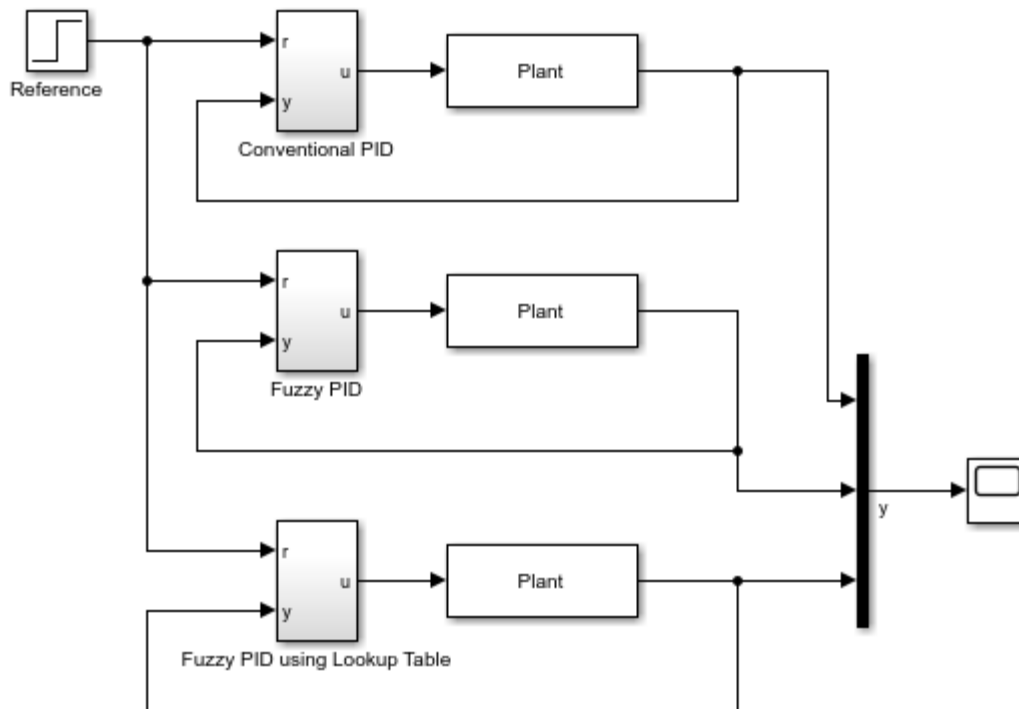 Reference
r
u
y
Conventional PID
Plant
r
u
y
Fuzzy PID
Plant
y
r
u
y
Fuzzy PID using Lookup Table
Plant